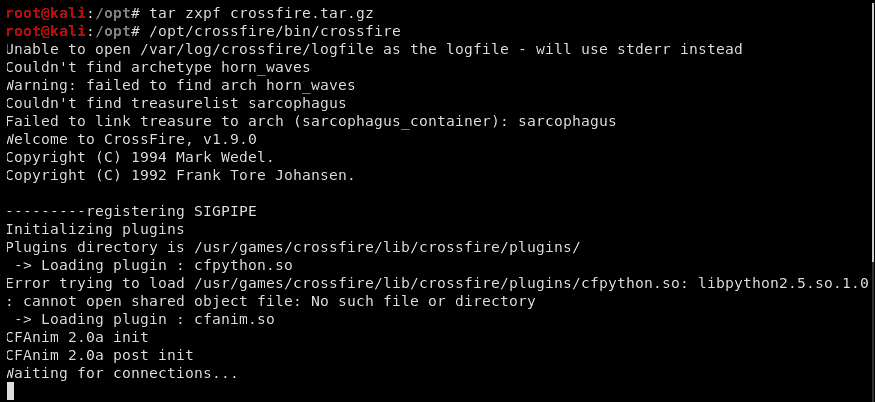 root@kali:/opt# tar zxpf crossfire.tar.gz
root@kali:/opt# /opt/crossfire/bin/crossfire
Unable to open /var/log/crossfire/logfile as the logfile - will use stderr instead
Couldn't find archetype horn_waves
Warning: failed to find arch horn_waves
Couldn't find treasurelist sarcophagus
Failed to link treasure to arch (sarcophagus_container): sarcophagus
Welcome to CrossFire, v1.9.0
Copyright (C) 1994 Mark Wedel.
Copyright (C) 1992 Frank Tore Johansen.

---------registering SIGPIPE
Initializing plugins
Plugins directory is /usr/games/crossfire/lib/crossfire/plugins/
 -> Loading plugin : cfpython.so
Error trying to load /usr/games/crossfire/lib/crossfire/plugins/cfpython.so: libpython2.5.so.1.0
: cannot open shared object file: No such file or directory
 -> Loading plugin : cfanim.so
CFAnim 2.0a init
CFAnim 2.0a post init
Waiting for connections...